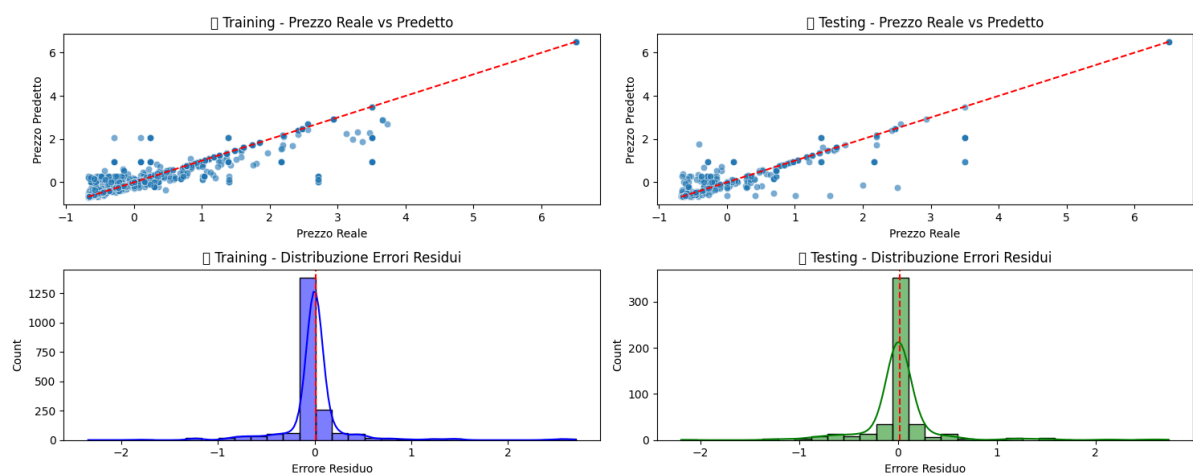 ▯ Training - Prezzo Reale vs Predetto
Prezzo Predetto
6
4
2
0
−1 0 1 2 3 4 5 6
Prezzo Reale
▯ Testing - Prezzo Reale vs Predetto
Prezzo Predetto
6
4
2
0
−1 0 1 2 3 4 5 6
Prezzo Reale
▯ Training - Distribuzione Errori Residui
Count
1250
1000
750
500
250
0
−2 −1 0 1 2
Errore Residuo
▯ Testing - Distribuzione Errori Residui
Count
300
200
100
0
−2 −1 0 1 2
Errore Residuo